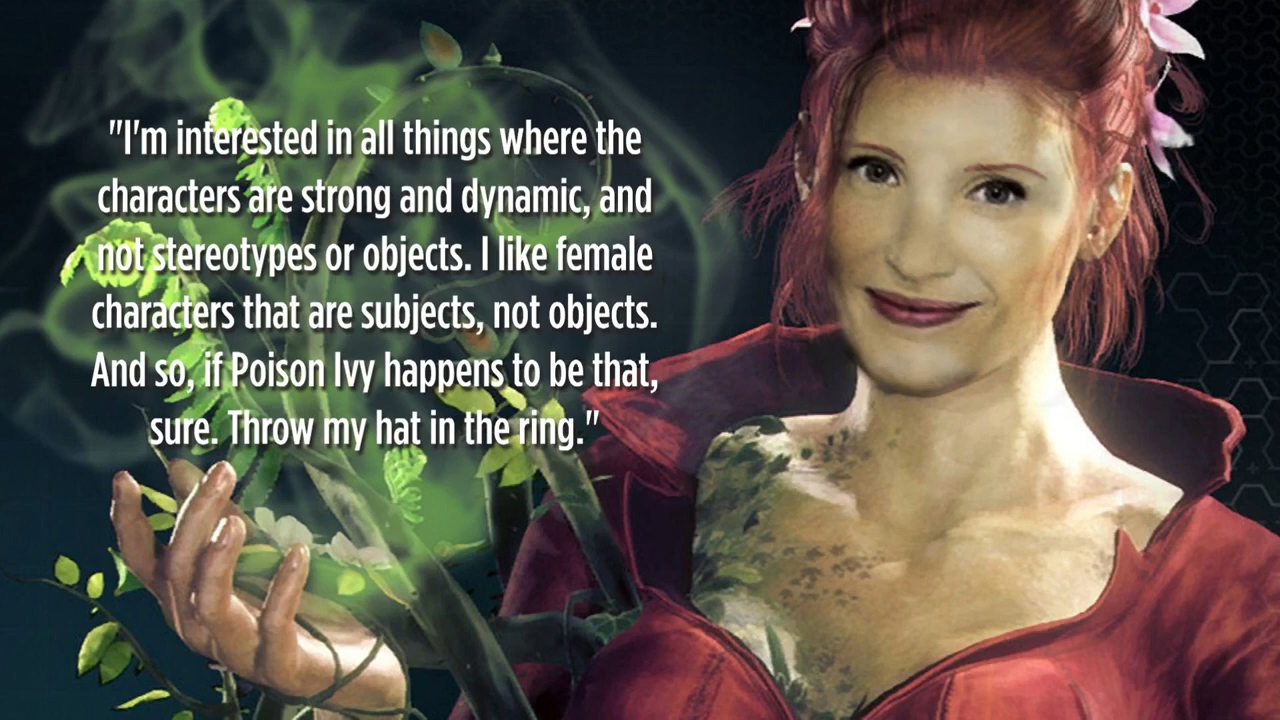 "I'm interested in all things where the
characters are strong and dynamic, and
not stereotypes or objects. I like female
characters that are subjects, not objects.
And so, if Poison Ivy happens to be that,
sure. Throw my hat in the ring."